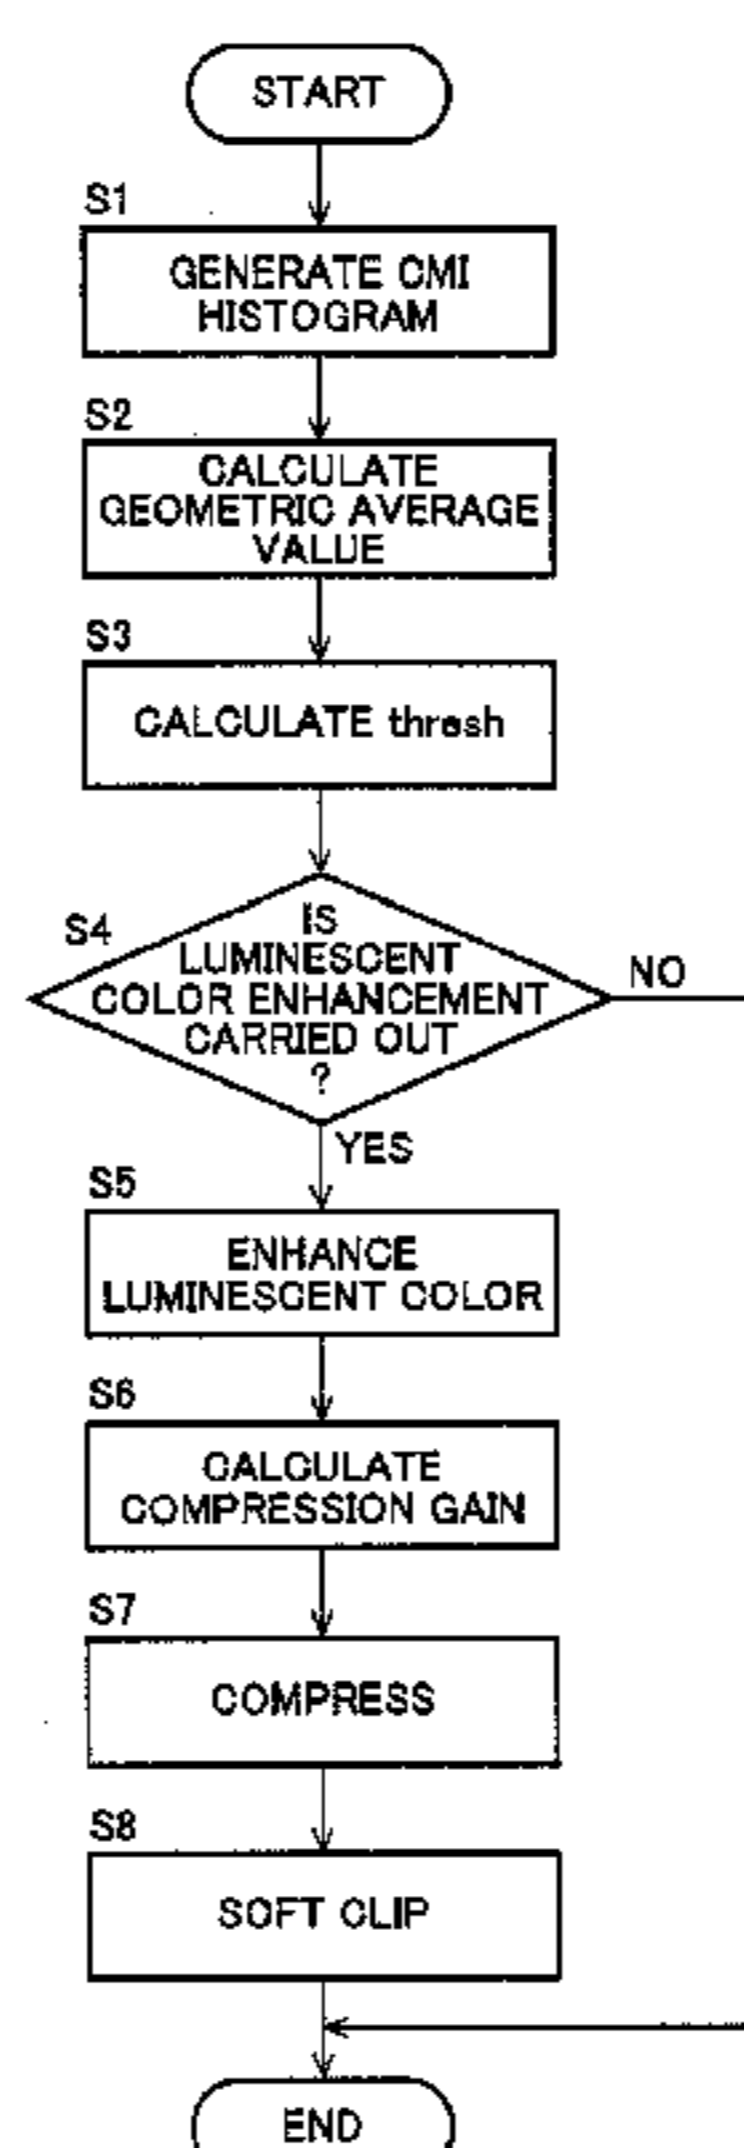 START
S1
GENERATE CMI
HISTOGRAM
S2
CALCULATE
GEOMETRIC AVERAGE
VALUE
S3
CALCULATE thresh
S4
IS
LUMINESCENT
COLOR ENHANCEMENT
CARRIED OUT
?
NO
YES
S5
ENHANCE
LUMINESCENT COLOR
S6
CALCULATE
COMPRESSION GAIN
S7
COMPRESS
S8
SOFT CLIP
END